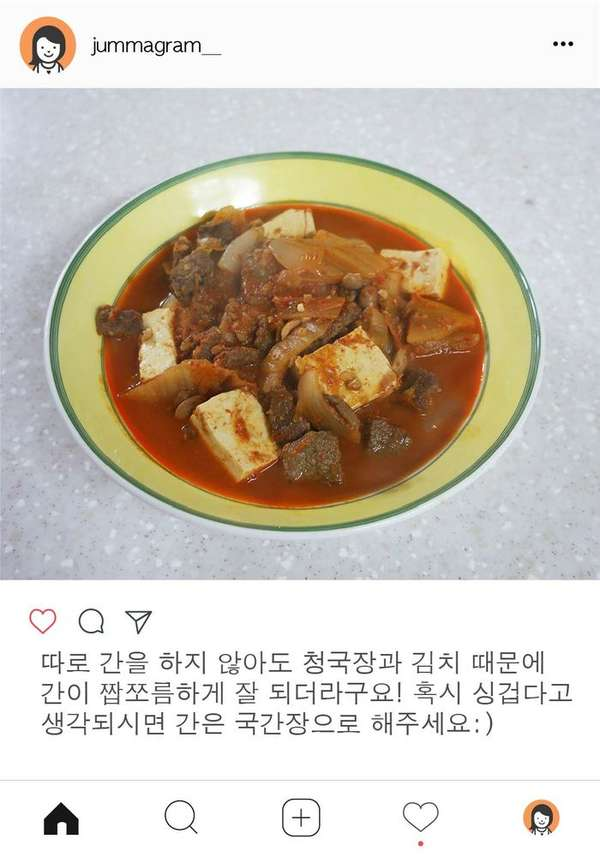 jummagram__
따로 간을 하지 않아도 청국장과 김치 때문에
간이 짭쪼름하게 잘 되더라구요! 혹시 싱겁다고
생각되시면 간은 국간장으로 해주세요:)